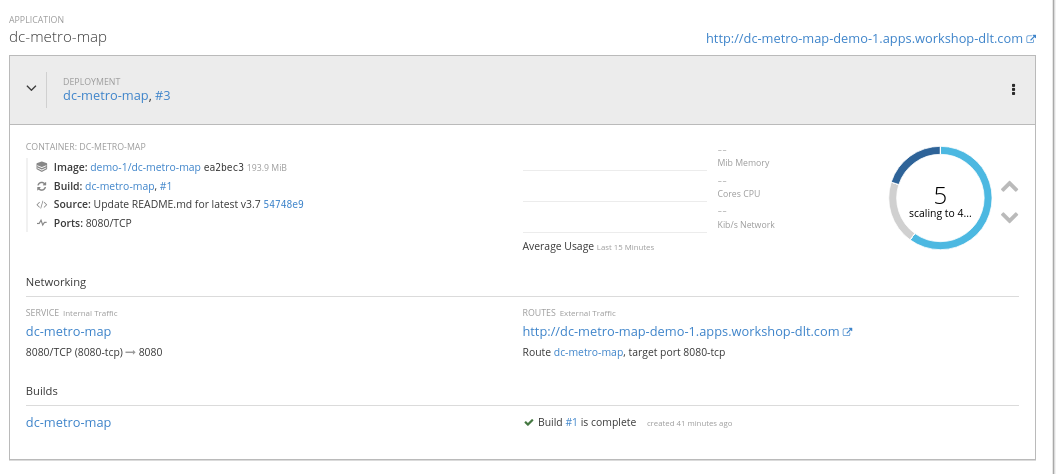 APPLICATION
dc-metro-map
http://dc-metro-map-demo-1.apps.workshop-dlt.com
DEPLOYMENT
dc-metro-map, #3
CONTAINER: DC-METRO-MAP
Image: demo-1/dc-metro-map ea2bec3 193.9 MiB
Build: dc-metro-map, #1
Source: Update README.md for latest v3.7 54748e9
Ports: 8080/TCP
--
Mib Memory
--
Cores CPU
--
Kib/s Network
Average Usage Last 15 Minutes
5
scaling to 4...
Networking
SERVICE Internal Traffic
dc-metro-map
8080/TCP (8080-tcp) → 8080
ROUTES External Traffic
http://dc-metro-map-demo-1.apps.workshop-dlt.com
Route dc-metro-map, target port 8080-tcp
Builds
dc-metro-map
Build #1 is complete created 41 minutes ago